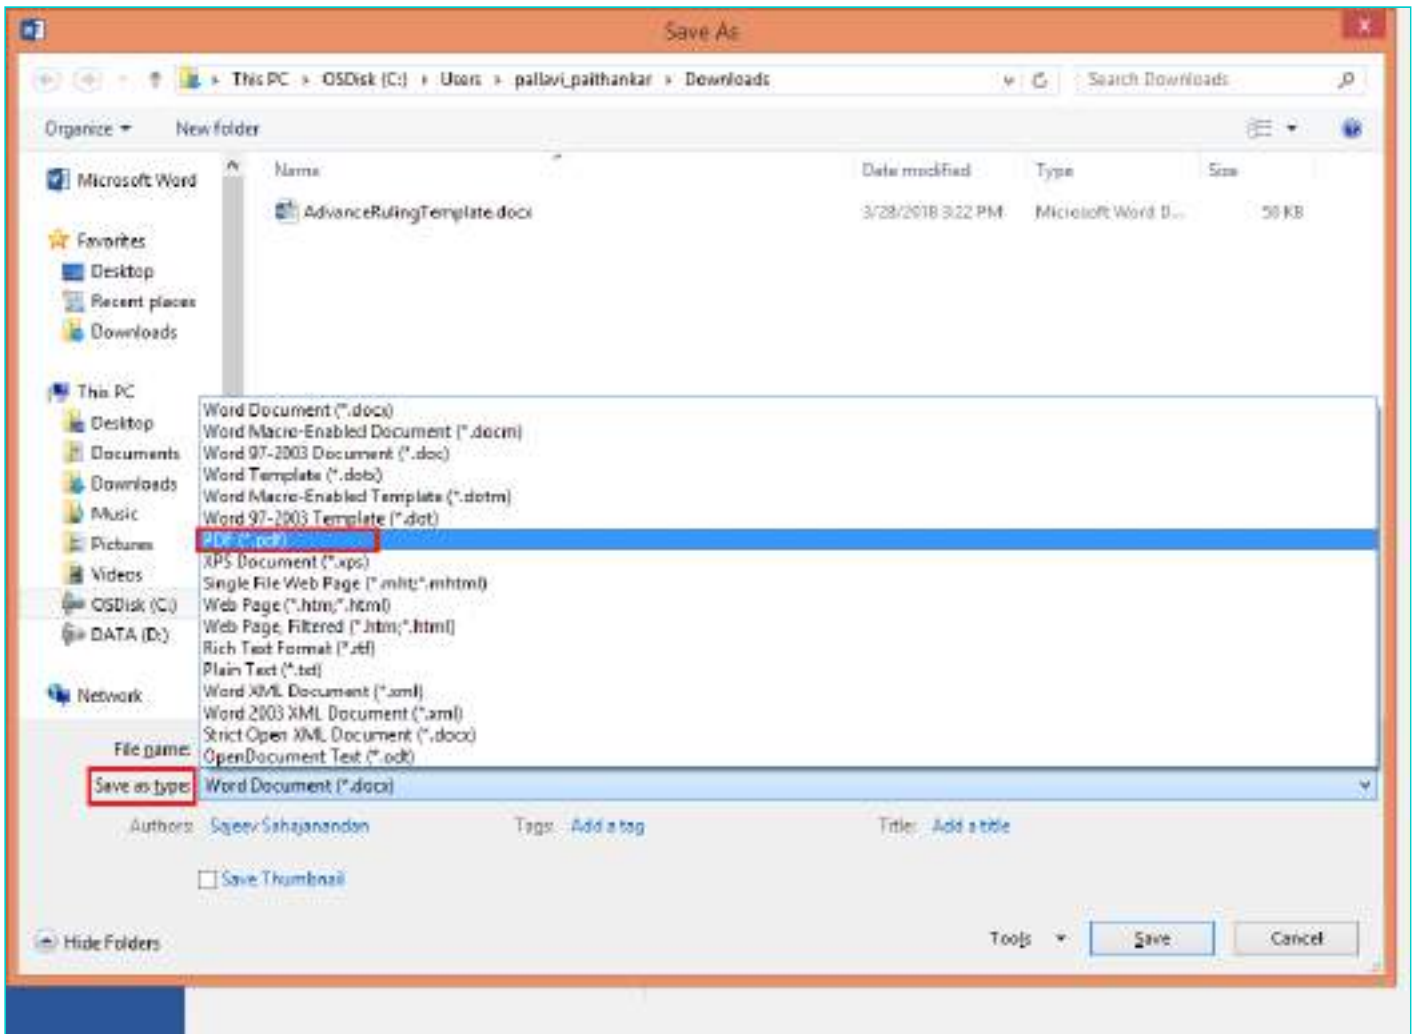 Save As
This PC › OSDisk (C:) › Users › pallavi_paithankar › Downloads
Search Downloads
Organize
New folder
Name
Date modified
Type
Size
Microsoft Word
AdvanceRulingTemplate.docx
3/28/2018 3:22 PM
Microsoft Word D...
58 KB
Favorites
Desktop
Recent places
Downloads
This PC
Desktop
Documents
Downloads
Music
Pictures
Videos
OSDisk (C:)
DATA (D:)
Network
Word Document (*.docx)
Word Macro-Enabled Document (*.docm)
Word 97-2003 Document (*.doc)
Word Template (*.dotx)
Word Macro-Enabled Template (*.dotm)
Word 97-2003 Template (*.dot)
PDF (*.pdf)
XPS Document (*.xps)
Single File Web Page (*.mht;*.mhtml)
Web Page (*.htm;*.html)
Web Page, Filtered (*.htm;*.html)
Rich Text Format (*.rtf)
Plain Text (*.txt)
Word XML Document (*.xml)
Word 2003 XML Document (*.xml)
Strict Open XML Document (*.docx)
OpenDocument Text (*.odt)
File name:
Save as type: Word Document (*.docx)
Authors: Sajeev Sahajanandan
Tags: Add a tag
Title: Add a title
Save Thumbnail
Hide Folders
Tools
Save
Cancel